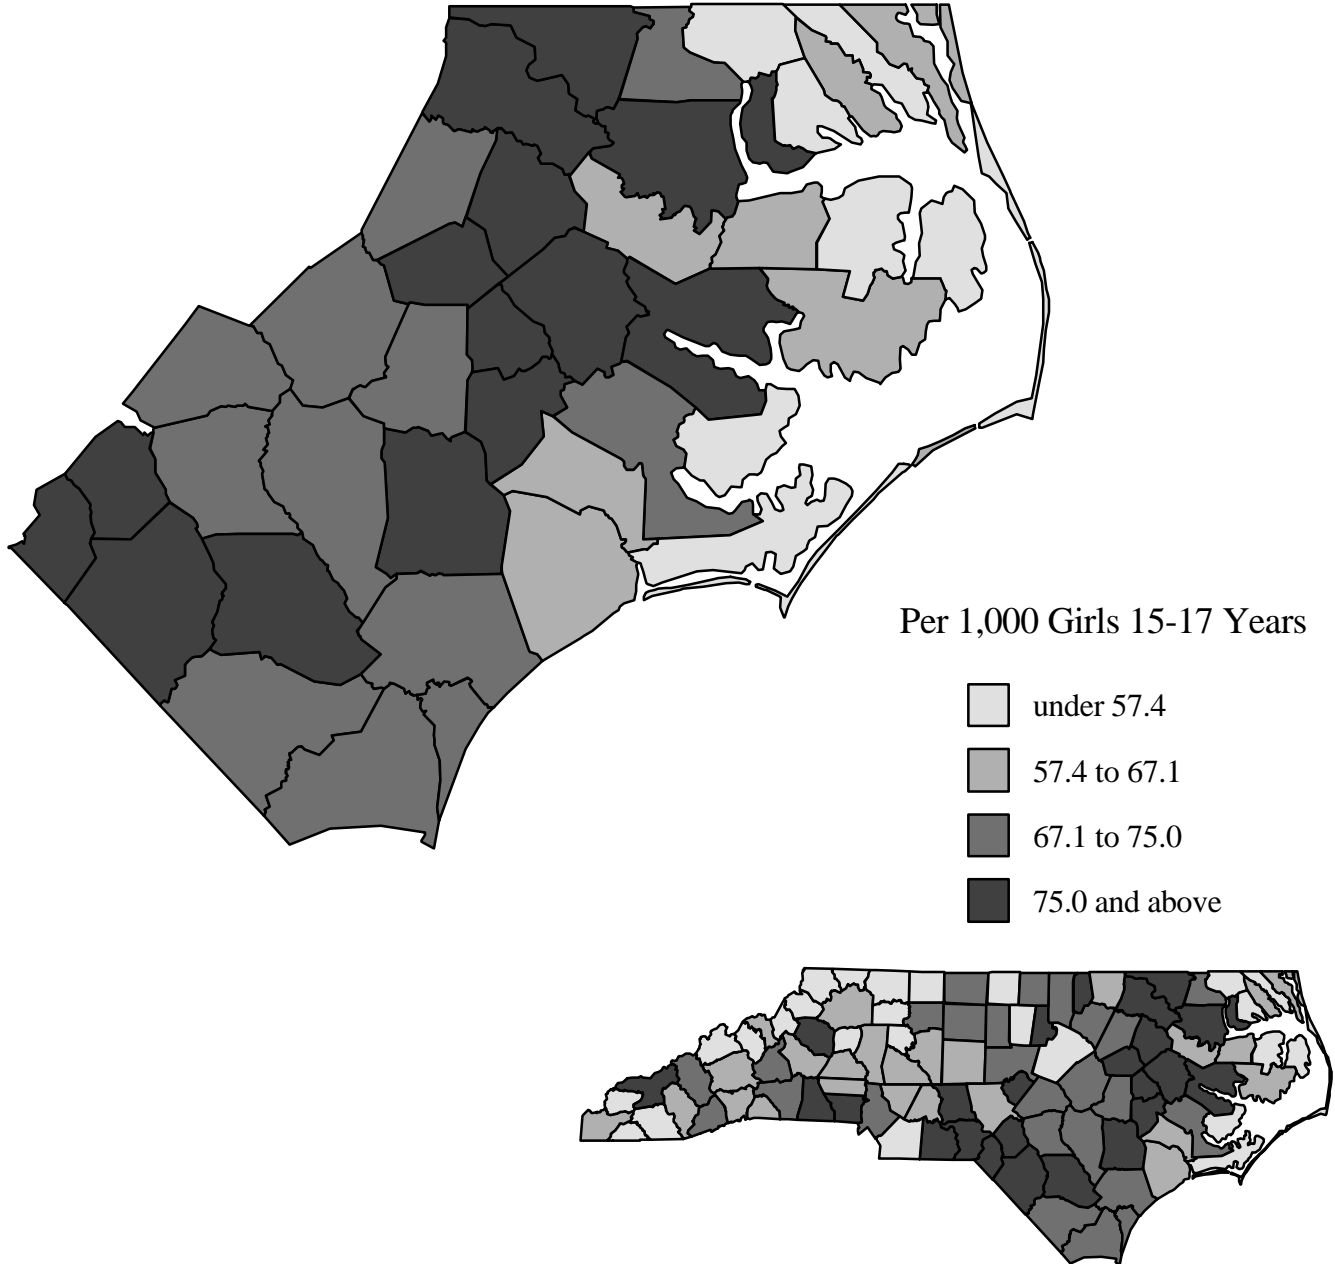 Per 1,000 Girls 15-17 Years
under 57.4
57.4 to 67.1
67.1 to 75.0
75.0 and above